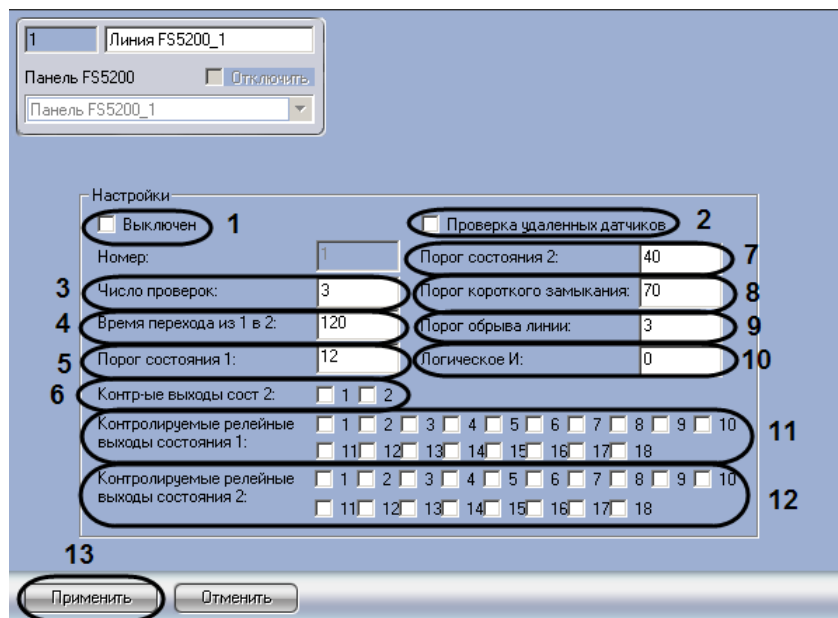 1 Линия FS5200_1
Панель FS5200 Отключить
Панель FS5200_1
Настройки
Выключен 1 Проверка удаленных датчиков 2
Номер: 1 Порог состояния 2: 40 7
3 Число проверок: 3 Порог короткого замыкания: 70 8
4 Время перехода из 1 в 2: 120 Порог обрыва линии: 3 9
5 Порог состояния 1: 12 Логическое И: 0 10
6 Контр-ые выходы сост 2: 1 2
Контролируемые релейные 1 2 3 4 5 6 7 8 9 10
выходы состояния 1: 11 12 13 14 15 16 17 18 11
Контролируемые релейные 1 2 3 4 5 6 7 8 9 10
выходы состояния 2: 11 12 13 14 15 16 17 18 12
13
Применить Отменить